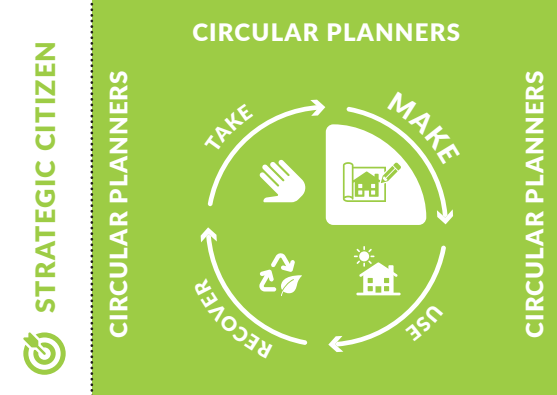 STRATEGIC CITIZEN
CIRCULAR PLANNERS
CIRCULAR PLANNERS
CIRCULAR PLANNERS
TAKE
MAKE
RECOVER
USE